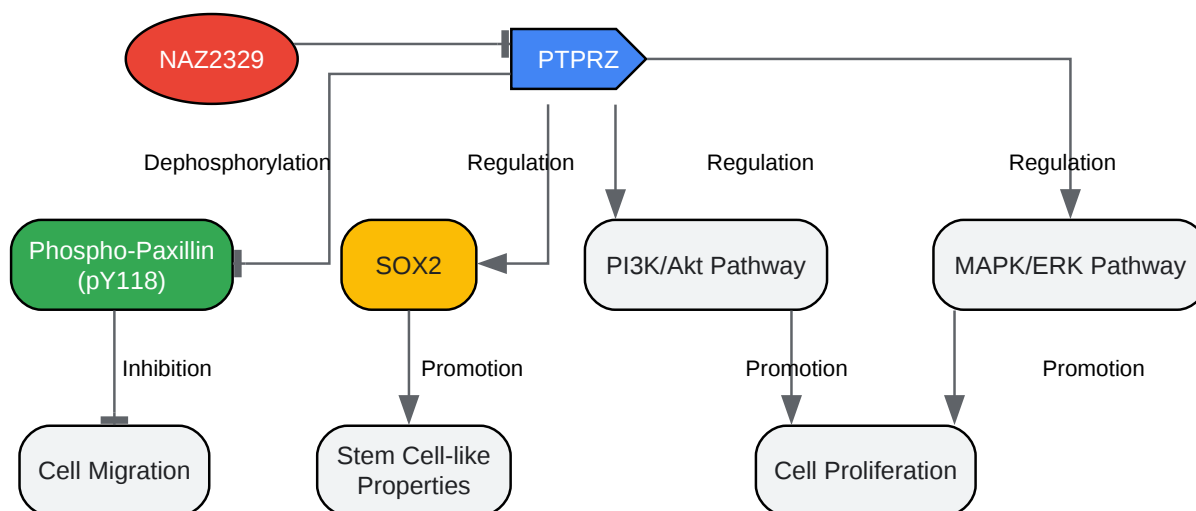 NAZ2329
PTPRZ
Dephosphorylation
Regulation
Regulation
Regulation
Phospho-Paxillin
(pY118)
SOX2
PI3K/Akt Pathway
MAPK/ERK Pathway
Inhibition
Promotion
Promotion
Promotion
Cell Migration
Stem Cell-like
Properties
Cell Proliferation